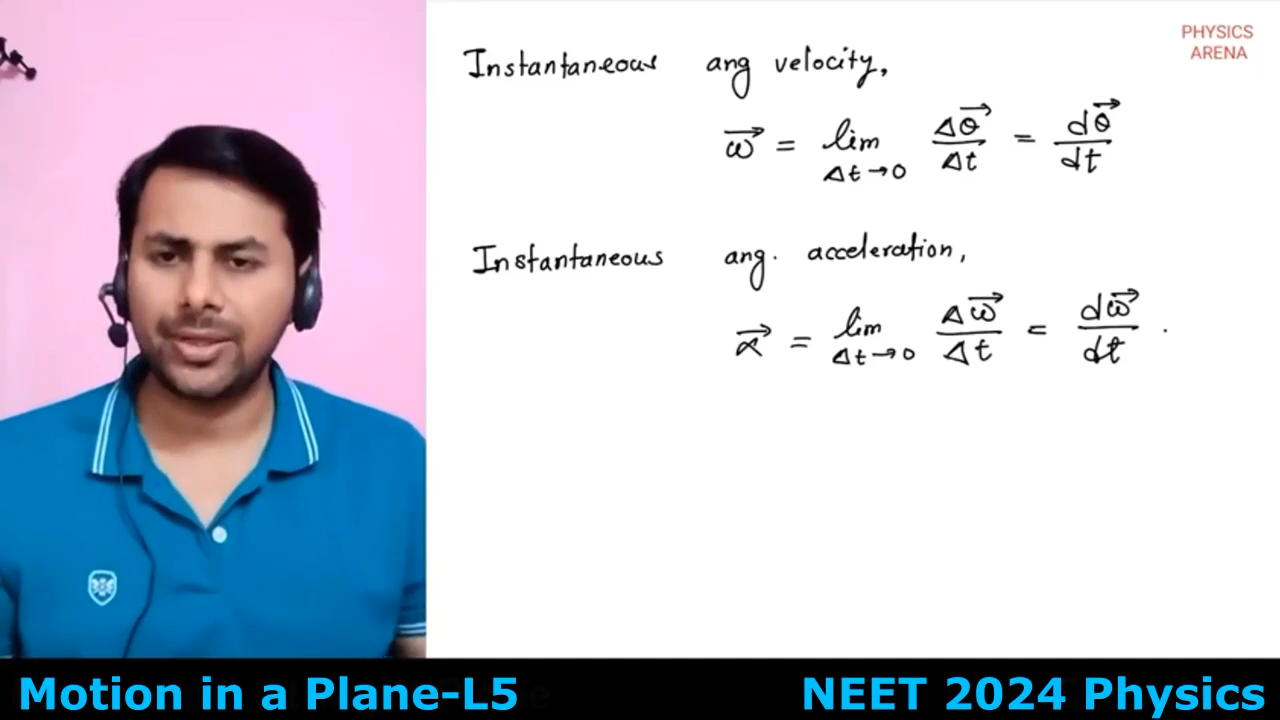 PHYSICS
ARENA
Instantaneous ang velocity,
ω⃗ = lim Δt→0 Δθ⃗/Δt = dθ⃗/dt
Instantaneous ang. acceleration,
α⃗ = lim Δt→0 Δω⃗/Δt = dω⃗/dt .
Motion in a Plane-L5
NEET 2024 Physics